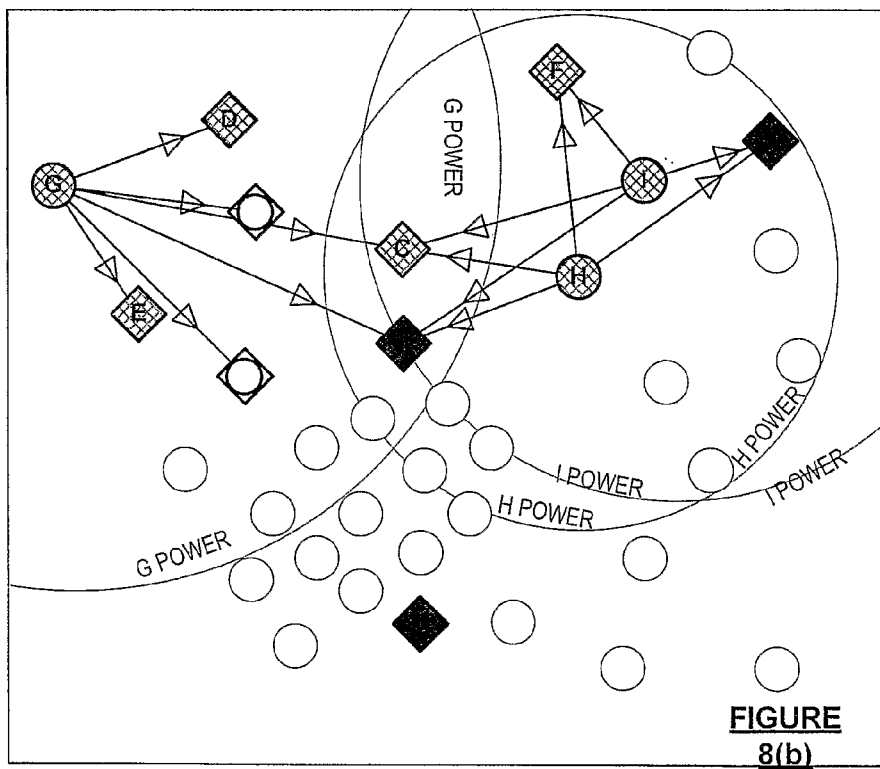 F
G POWER
D
G
I
C
H
E
H POWER
I POWER
I POWER
H POWER
G POWER
FIGURE
8(b)